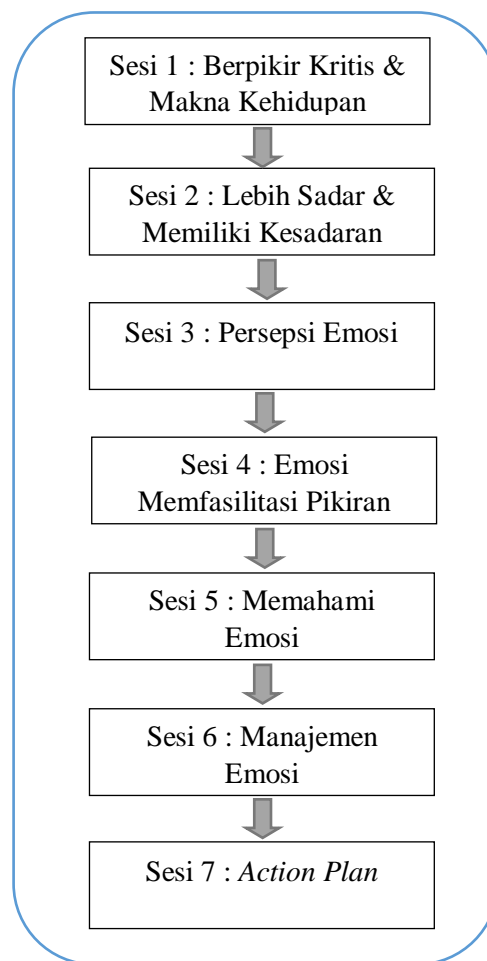 Sesi 1 : Berpikir Kritis &
Makna Kehidupan
Sesi 2 : Lebih Sadar &
Memiliki Kesadaran
Sesi 3 : Persepsi Emosi
Sesi 4 : Emosi
Memfasilitasi Pikiran
Sesi 5 : Memahami
Emosi
Sesi 6 : Manajemen
Emosi
Sesi 7 : Action Plan